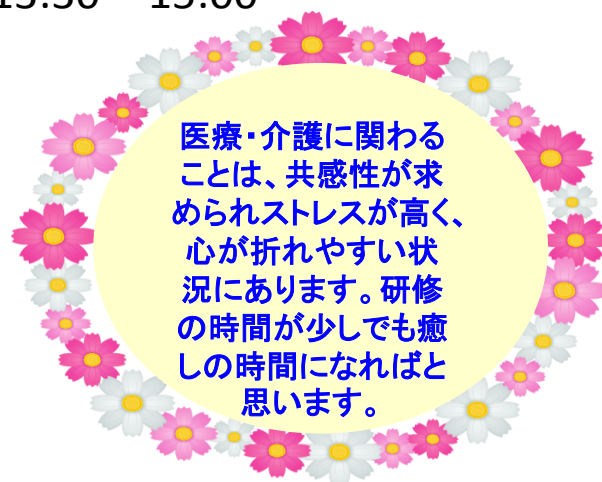 医療・介護に関わる
ことは、共感性が求
められストレスが高く、
心が折れやすい状
況にあります。研修
の時間が少しでも癒
しの時間になればと
思います。